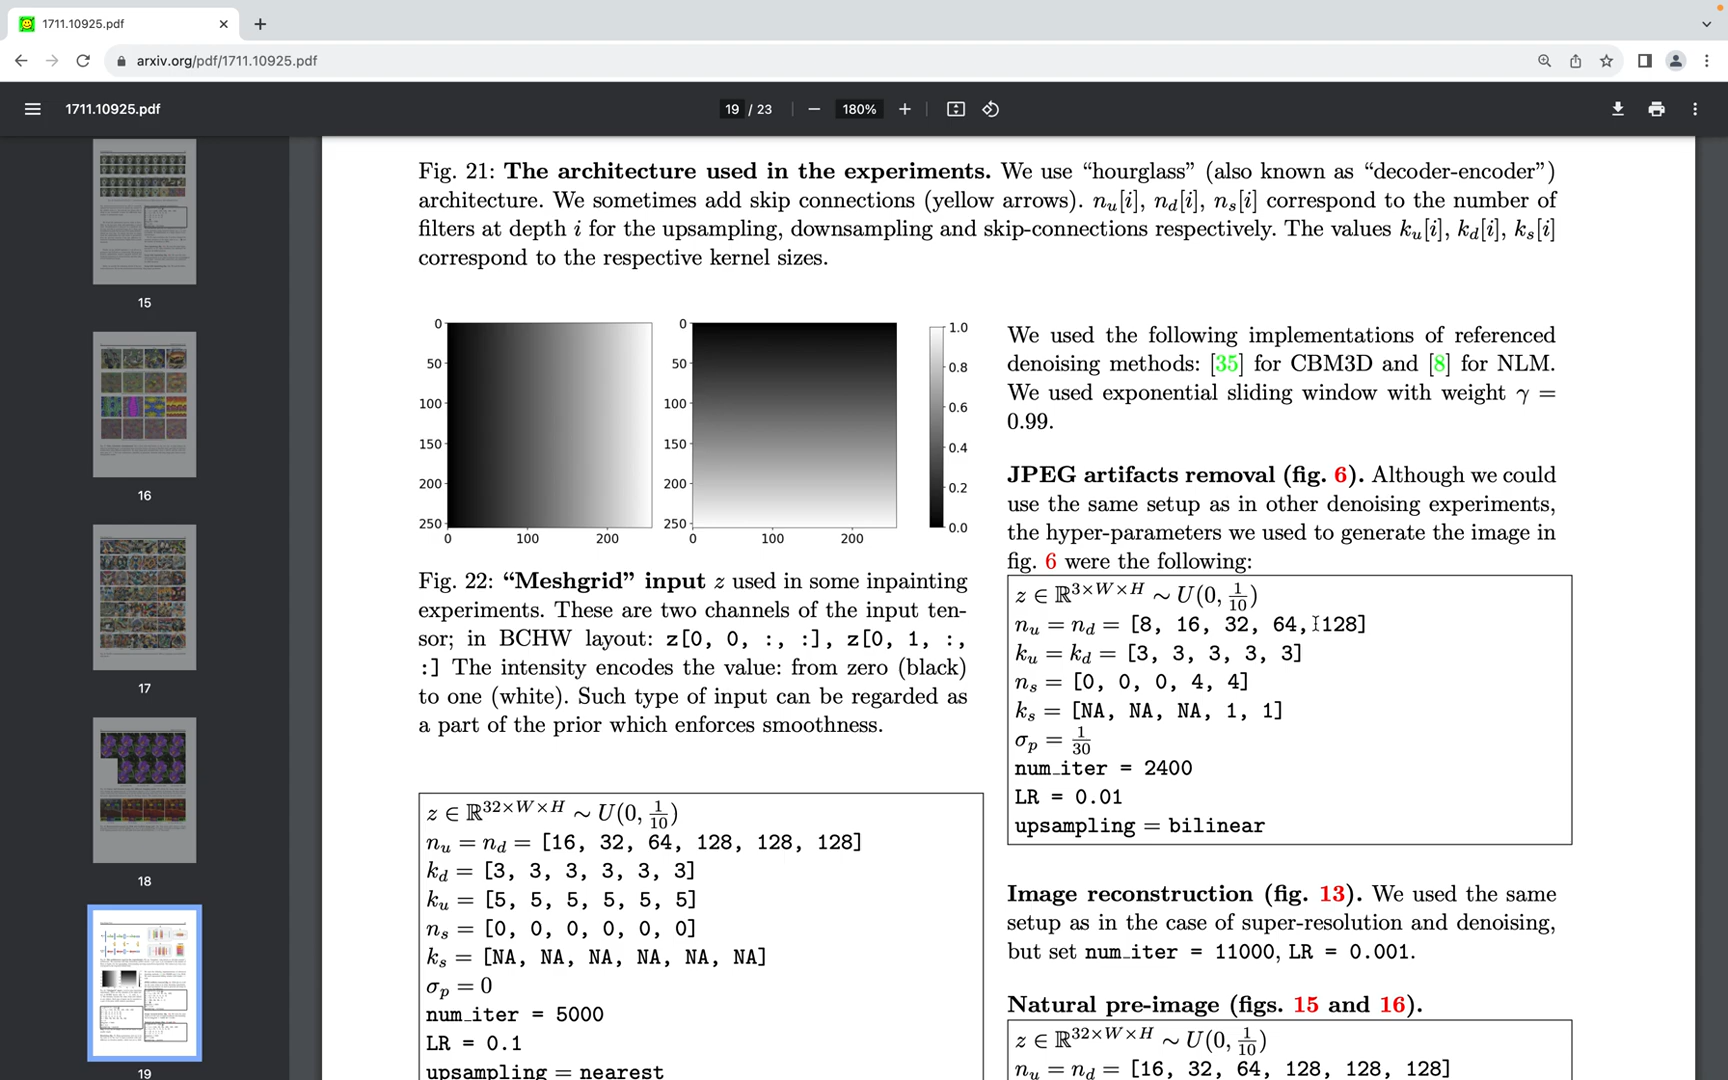 1711.10925.pdf
arxiv.org/pdf/1711.10925.pdf
1711.10925.pdf
19 / 23
180%
15
16
17
18
19
Fig. 21: The architecture used in the experiments. We use “hourglass” (also known as “decoder-encoder”)
architecture. We sometimes add skip connections (yellow arrows). n_u[i], n_d[i], n_s[i] correspond to the number of
filters at depth i for the upsampling, downsampling and skip-connections respectively. The values k_u[i], k_d[i], k_s[i]
correspond to the respective kernel sizes.
0
50
100
150
200
250
0 100 200
0
50
100
150
200
250
0 100 200
1.0
0.8
0.6
0.4
0.2
0.0
Fig. 22: “Meshgrid” input z used in some inpainting
experiments. These are two channels of the input ten-
sor; in BCHW layout: z[0, 0, :, :], z[0, 1, :,
:] The intensity encodes the value: from zero (black)
to one (white). Such type of input can be regarded as
a part of the prior which enforces smoothness.
z ∈ ℝ^{32×W×H} ∼ U(0, 1/10)
n_u = n_d = [16, 32, 64, 128, 128, 128]
k_d = [3, 3, 3, 3, 3, 3]
k_u = [5, 5, 5, 5, 5, 5]
n_s = [0, 0, 0, 0, 0, 0]
k_s = [NA, NA, NA, NA, NA, NA]
σ_p = 0
num_iter = 5000
LR = 0.1
upsampling = nearest
We used the following implementations of referenced
denoising methods: [35] for CBM3D and [8] for NLM.
We used exponential sliding window with weight γ =
0.99.
JPEG artifacts removal (fig. 6). Although we could
use the same setup as in other denoising experiments,
the hyper-parameters we used to generate the image in
fig. 6 were the following:
z ∈ ℝ^{3×W×H} ∼ U(0, 1/10)
n_u = n_d = [8, 16, 32, 64, 128]
k_u = k_d = [3, 3, 3, 3, 3]
n_s = [0, 0, 0, 4, 4]
k_s = [NA, NA, NA, 1, 1]
σ_p = 1/30
num_iter = 2400
LR = 0.01
upsampling = bilinear
Image reconstruction (fig. 13). We used the same
setup as in the case of super-resolution and denoising,
but set num_iter = 11000, LR = 0.001.
Natural pre-image (figs. 15 and 16).
z ∈ ℝ^{32×W×H} ∼ U(0, 1/10)
n_u = n_d = [16, 32, 64, 128, 128, 128]